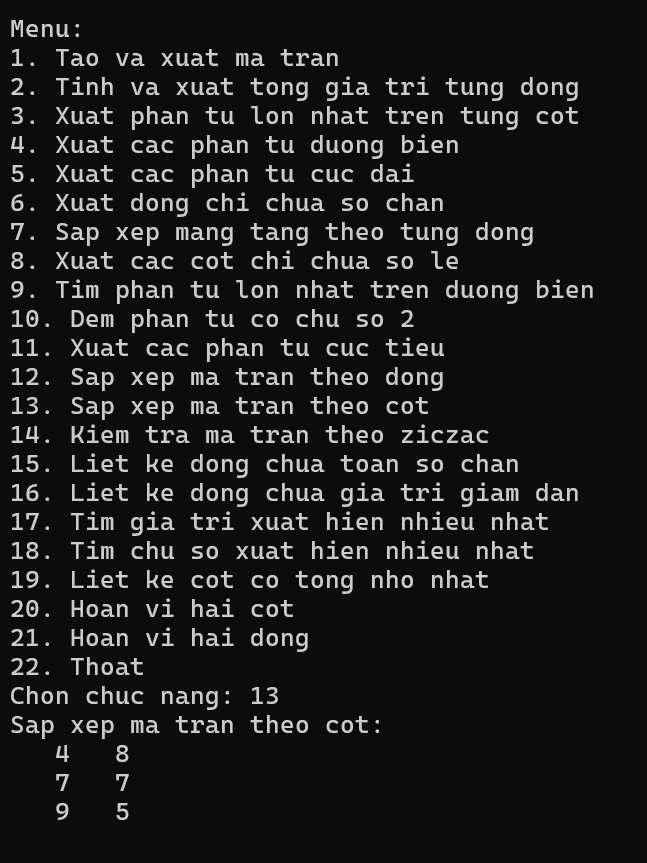 Menu:
1. Tao va xuat ma tran
2. Tinh va xuat tong gia tri tung dong
3. Xuat phan tu lon nhat tren tung cot
4. Xuat cac phan tu duong bien
5. Xuat cac phan tu cuc dai
6. Xuat dong chi chua so chan
7. Sap xep mang tang theo tung dong
8. Xuat cac cot chi chua so le
9. Tim phan tu lon nhat tren duong bien
10. Dem phan tu co chu so 2
11. Xuat cac phan tu cuc tieu
12. Sap xep ma tran theo dong
13. Sap xep ma tran theo cot
14. Kiem tra ma tran theo ziczac
15. Liet ke dong chua toan so chan
16. Liet ke dong chua gia tri giam dan
17. Tim gia tri xuat hien nhieu nhat
18. Tim chu so xuat hien nhieu nhat
19. Liet ke cot co tong nho nhat
20. Hoan vi hai cot
21. Hoan vi hai dong
22. Thoat
Chon chuc nang: 13
Sap xep ma tran theo cot:
   4   8
   7   7
   9   5